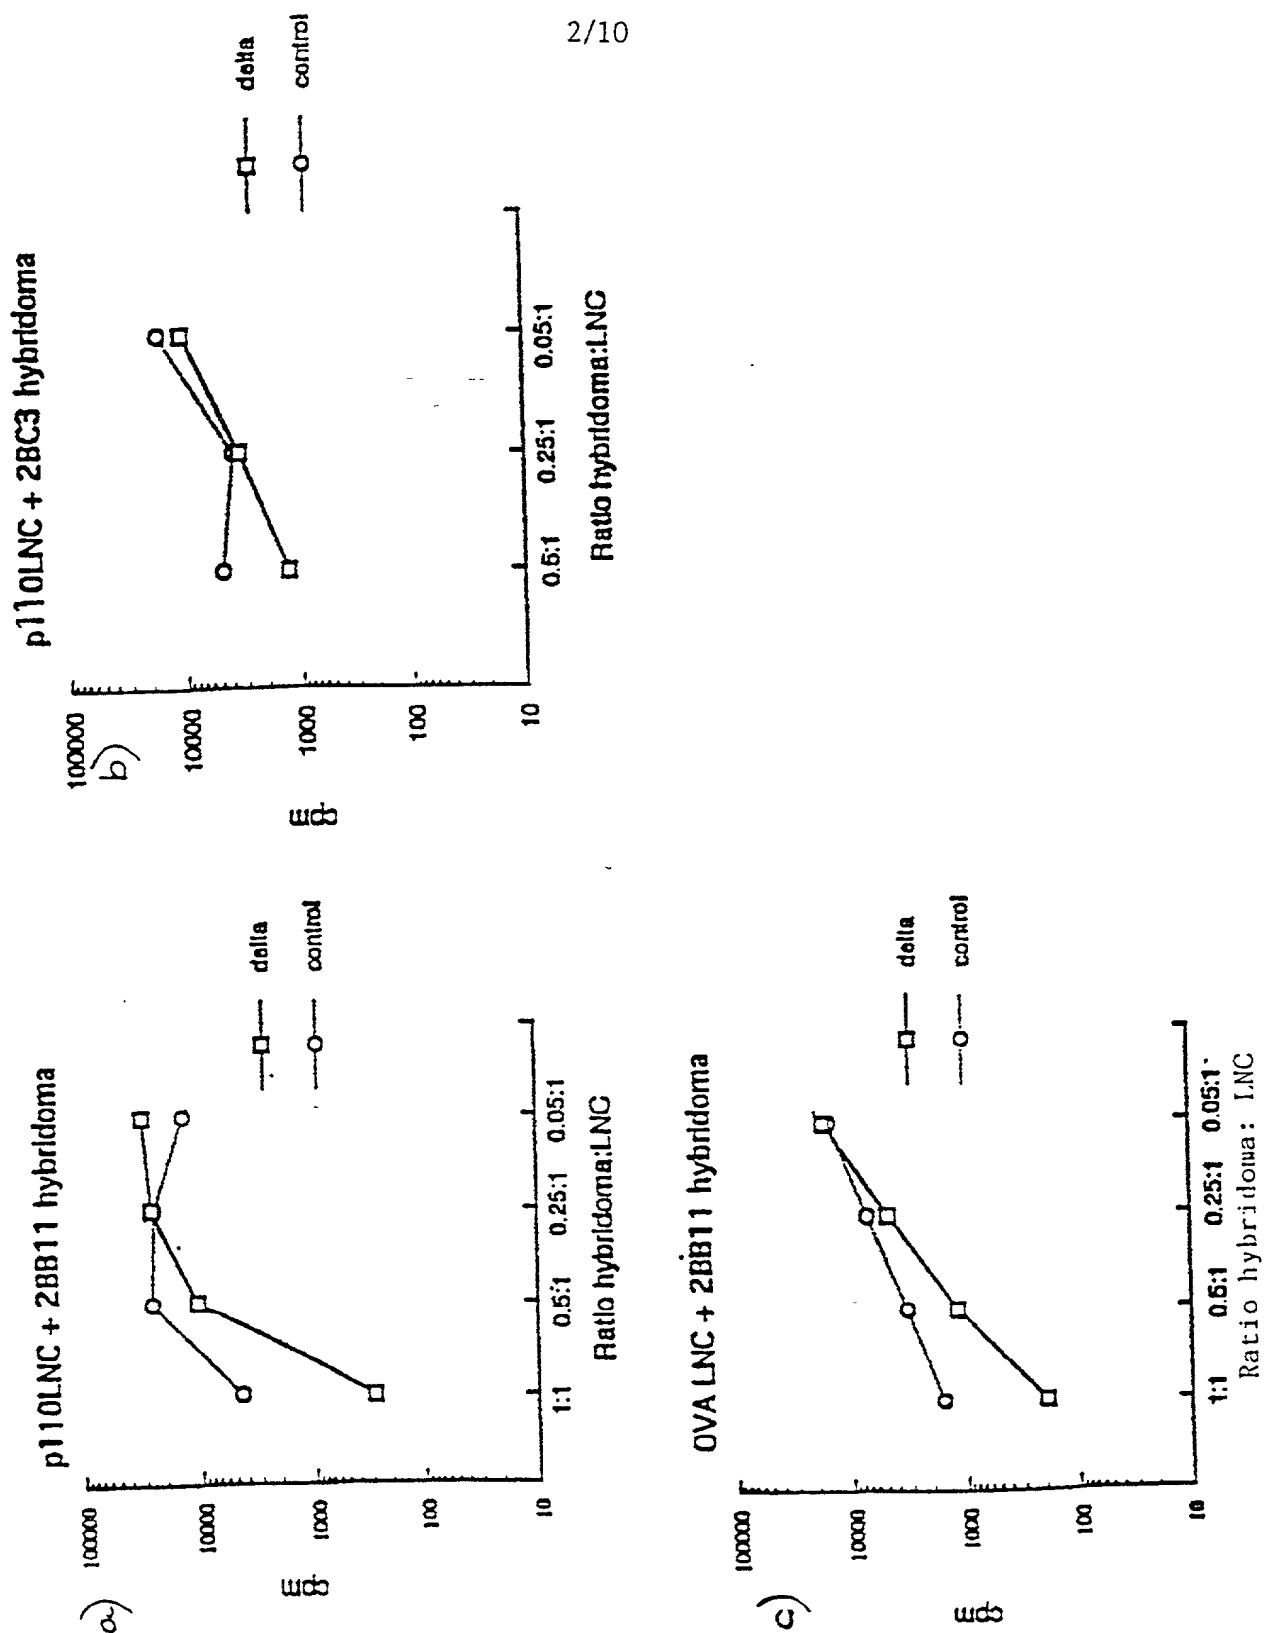 2/10
a)
p110LNC + 2BB11 hybridoma
100000
10000
1000
100
10
cpm
1:1
0.5:1
0.25:1
0.05:1
Ratio hybridoma:LNC
delta
control
b)
p110LNC + 2BC3 hybridoma
100000
10000
1000
100
10
cpm
0.5:1
0.25:1
0.05:1
Ratio hybridoma:LNC
delta
control
c)
OVA LNC + 2BB11 hybridoma
100000
10000
1000
100
10
cpm
1:1
0.5:1
0.25:1
0.05:1
Ratio hybridoma: LNC
delta
control